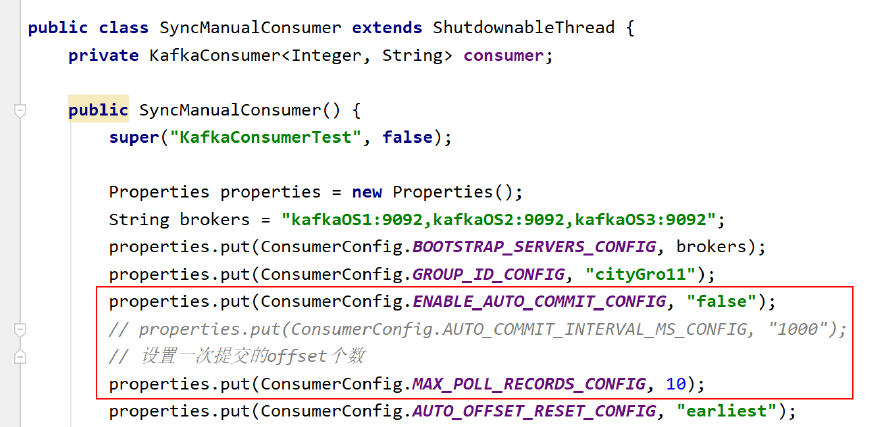 public class SyncManualConsumer extends ShutdownableThread {
private KafkaConsumer<Integer, String> consumer;
public SyncManualConsumer() {
super("KafkaConsumerTest", false);
Properties properties = new Properties();
String brokers = "kafkaOS1:9092,kafkaOS2:9092,kafkaOS3:9092";
properties.put(ConsumerConfig.BOOTSTRAP_SERVERS_CONFIG, brokers);
properties.put(ConsumerConfig.GROUP_ID_CONFIG, "cityGro11");
properties.put(ConsumerConfig.ENABLE_AUTO_COMMIT_CONFIG, "false");
// properties.put(ConsumerConfig.AUTO_COMMIT_INTERVAL_MS_CONFIG, "1000");
// 设置一次提交的offset个数
properties.put(ConsumerConfig.MAX_POLL_RECORDS_CONFIG, 10);
properties.put(ConsumerConfig.AUTO_OFFSET_RESET_CONFIG, "earliest");